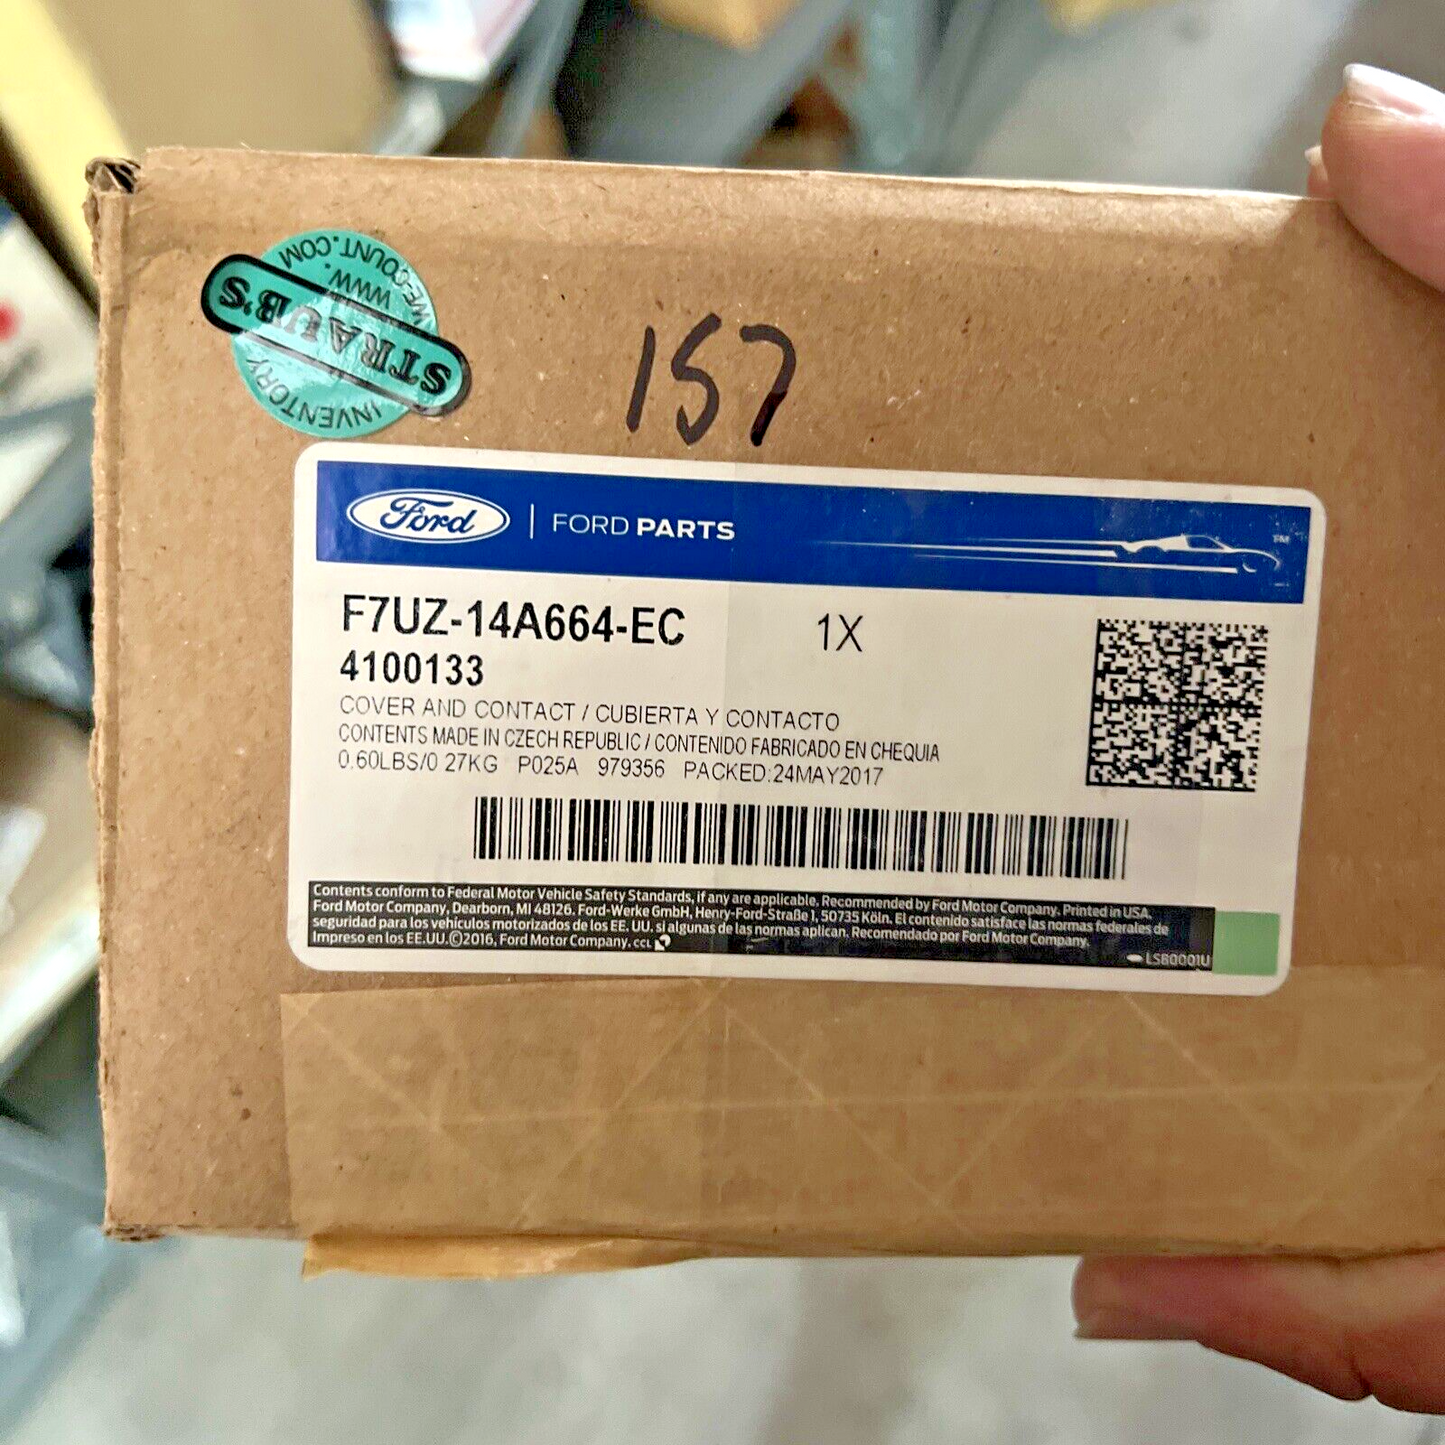 WWW.
WE-COUNT.COM
STRAUB'S
INVENTORY
157
Ford | FORD PARTS
TM
F7UZ-14A664-EC 1X
4100133
COVER AND CONTACT / CUBIERTA Y CONTACTO
CONTENTS MADE IN CZECH REPUBLIC / CONTENIDO FABRICADO EN CHEQUIA
0.60LBS/0 27KG P025A 979356 PACKED:24MAY2017
Contents conform to Federal Motor Vehicle Safety Standards, if any are applicable. Recommended by Ford Motor Company. Printed in USA.
Ford Motor Company, Dearborn, MI 48126. Ford-Werke GmbH, Henry-Ford-Straße 1, 50735 Köln. El contenido satisface las normas federales de
seguridad para los vehículos motorizados de los EE. UU. si algunas de las normas aplican. Recomendado por Ford Motor Company.
Impreso en los EE.UU.©2016, Ford Motor Company. CCL
LSB0001U